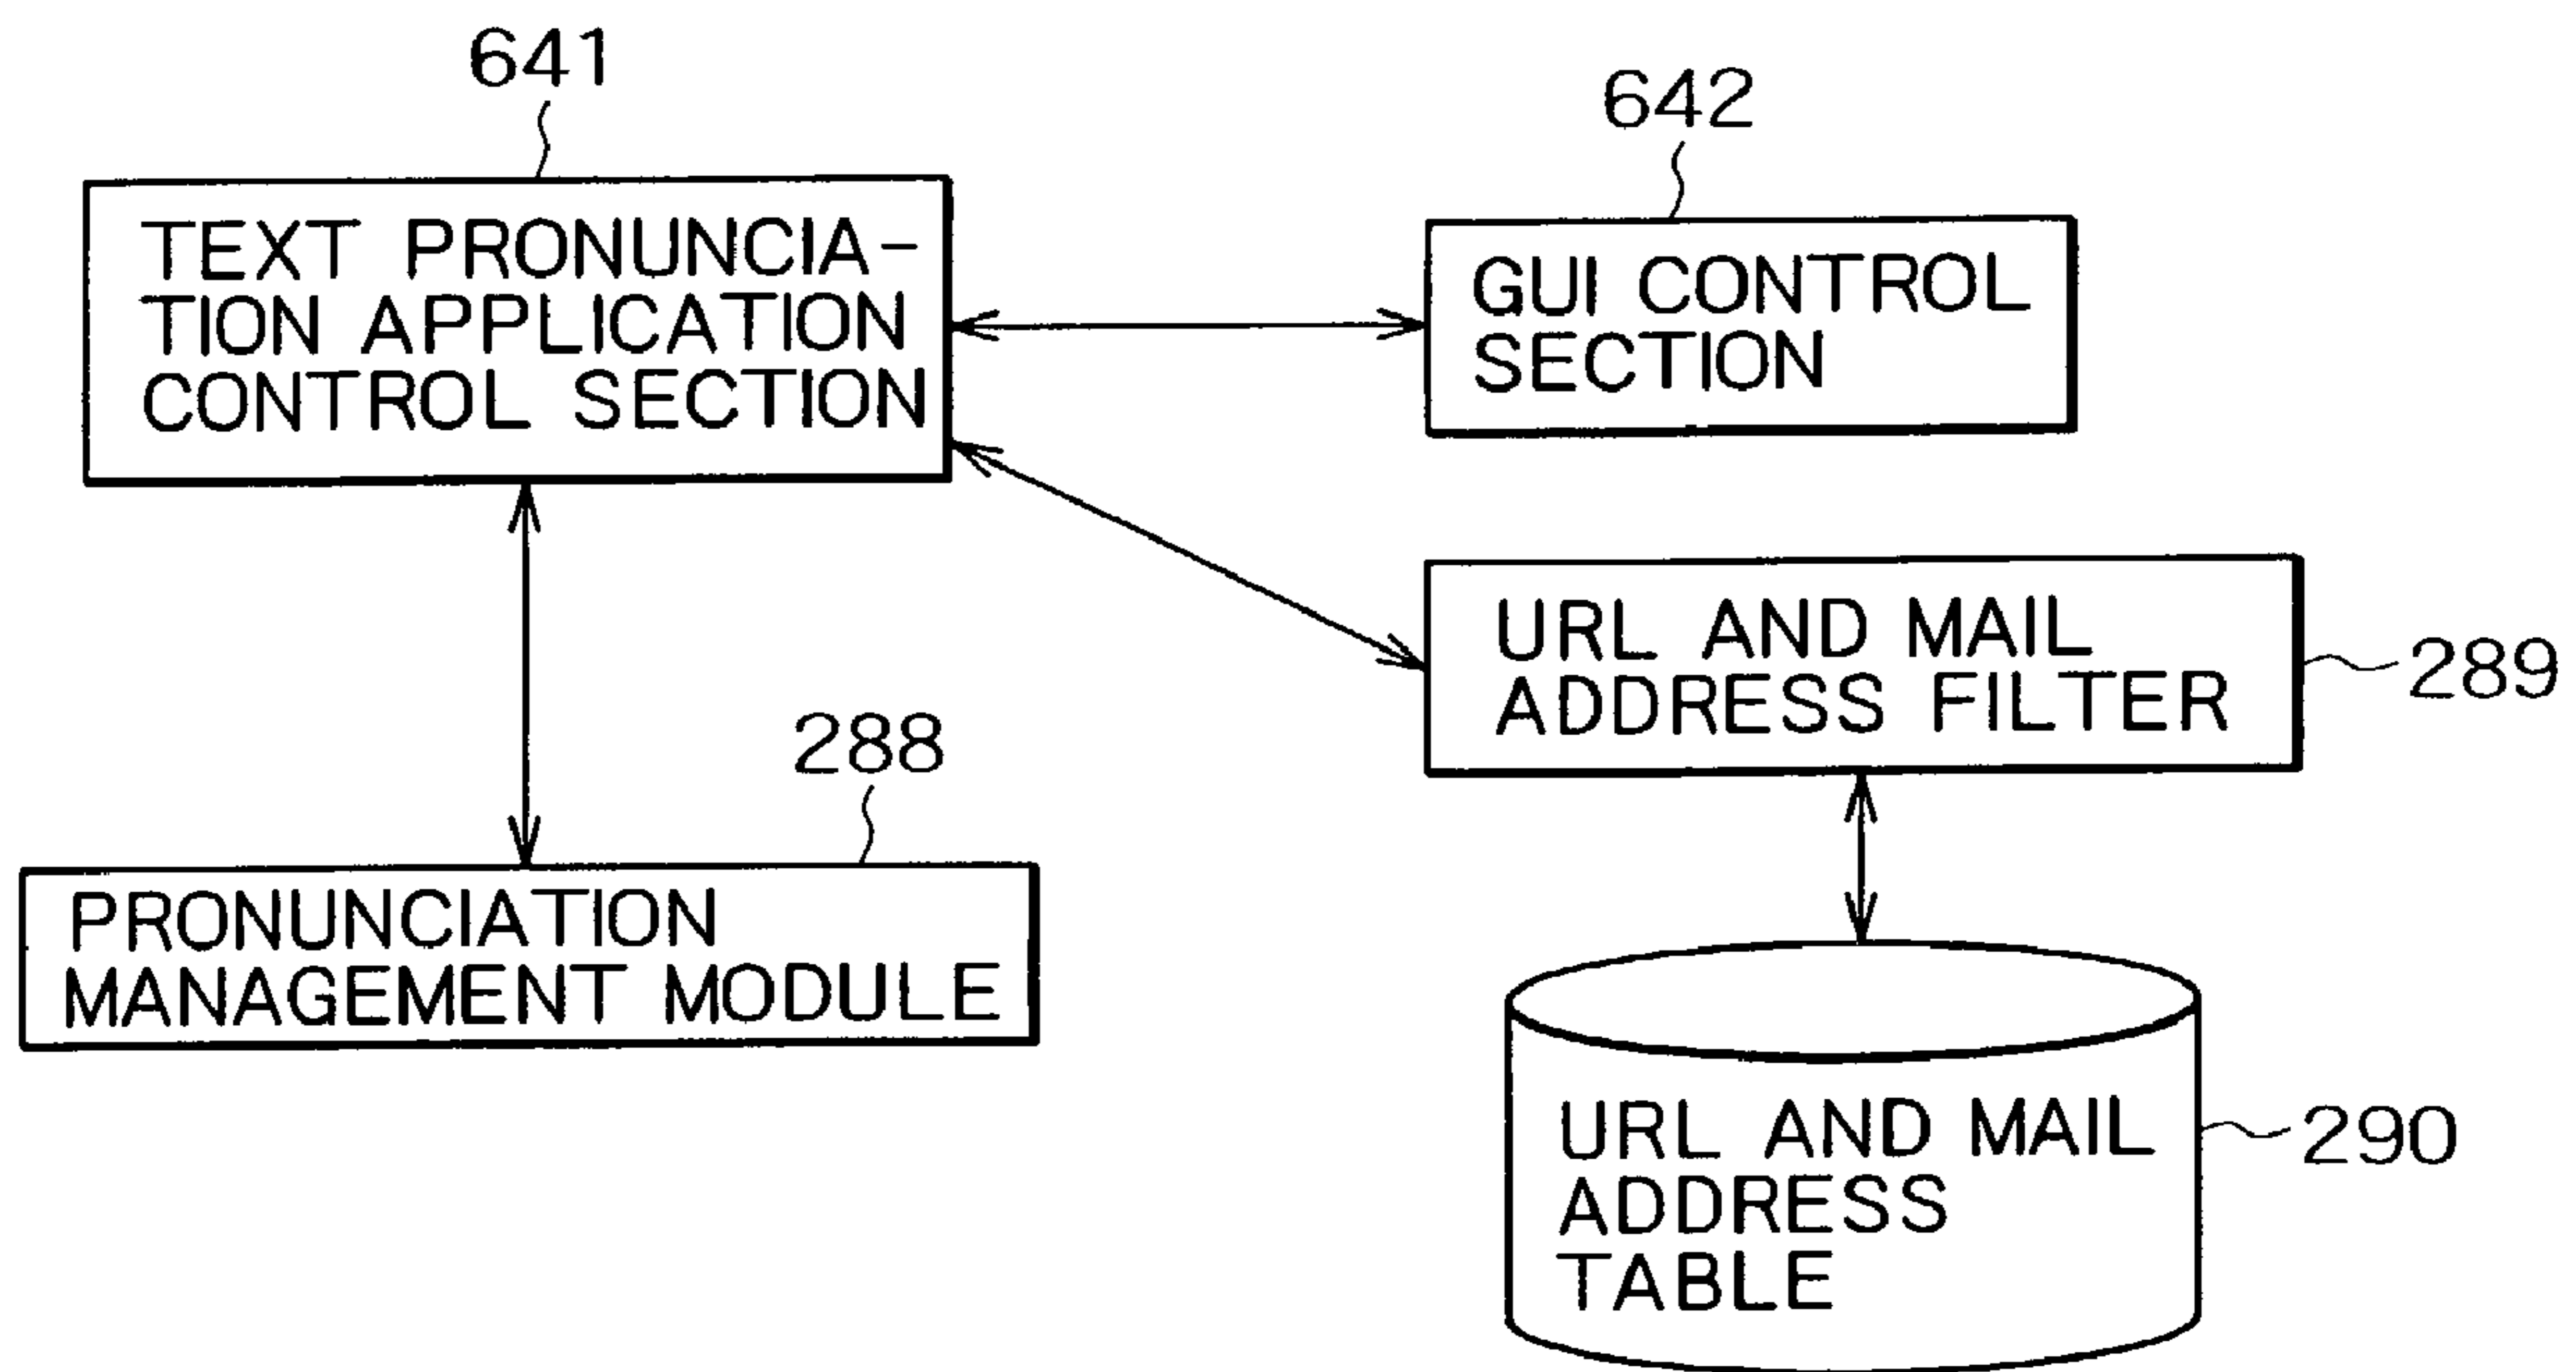 641
TEXT PRONUNCIA-
TION APPLICATION
CONTROL SECTION
642
GUI CONTROL
SECTION
URL AND MAIL
ADDRESS FILTER
289
288
PRONUNCIATION
MANAGEMENT MODULE
URL AND MAIL
ADDRESS
TABLE
290